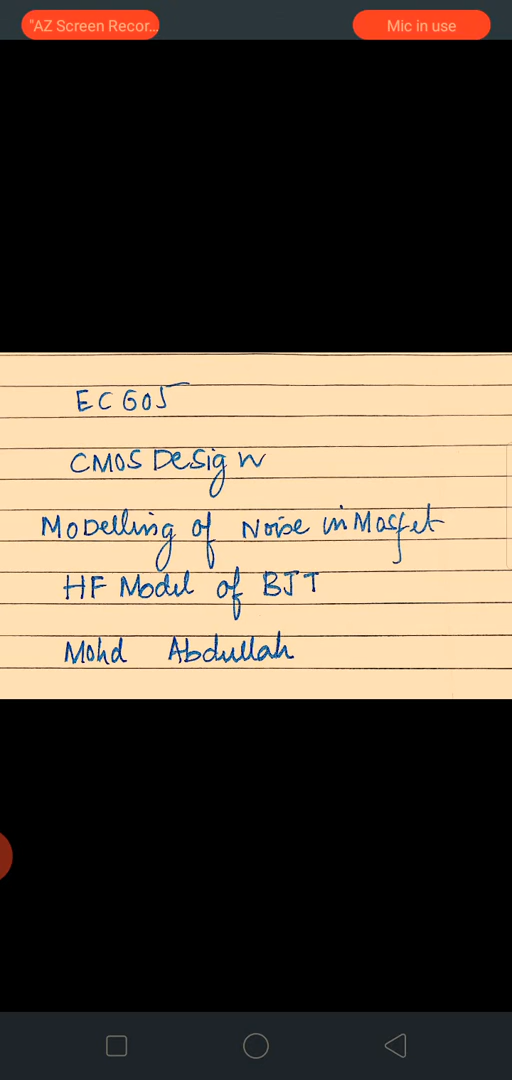 "AZ Screen Recor...
Mic in use
EC605
CMOS Design
Modelling of Noise in Mosfet
HF Model of BJT
Mohd Abdullah